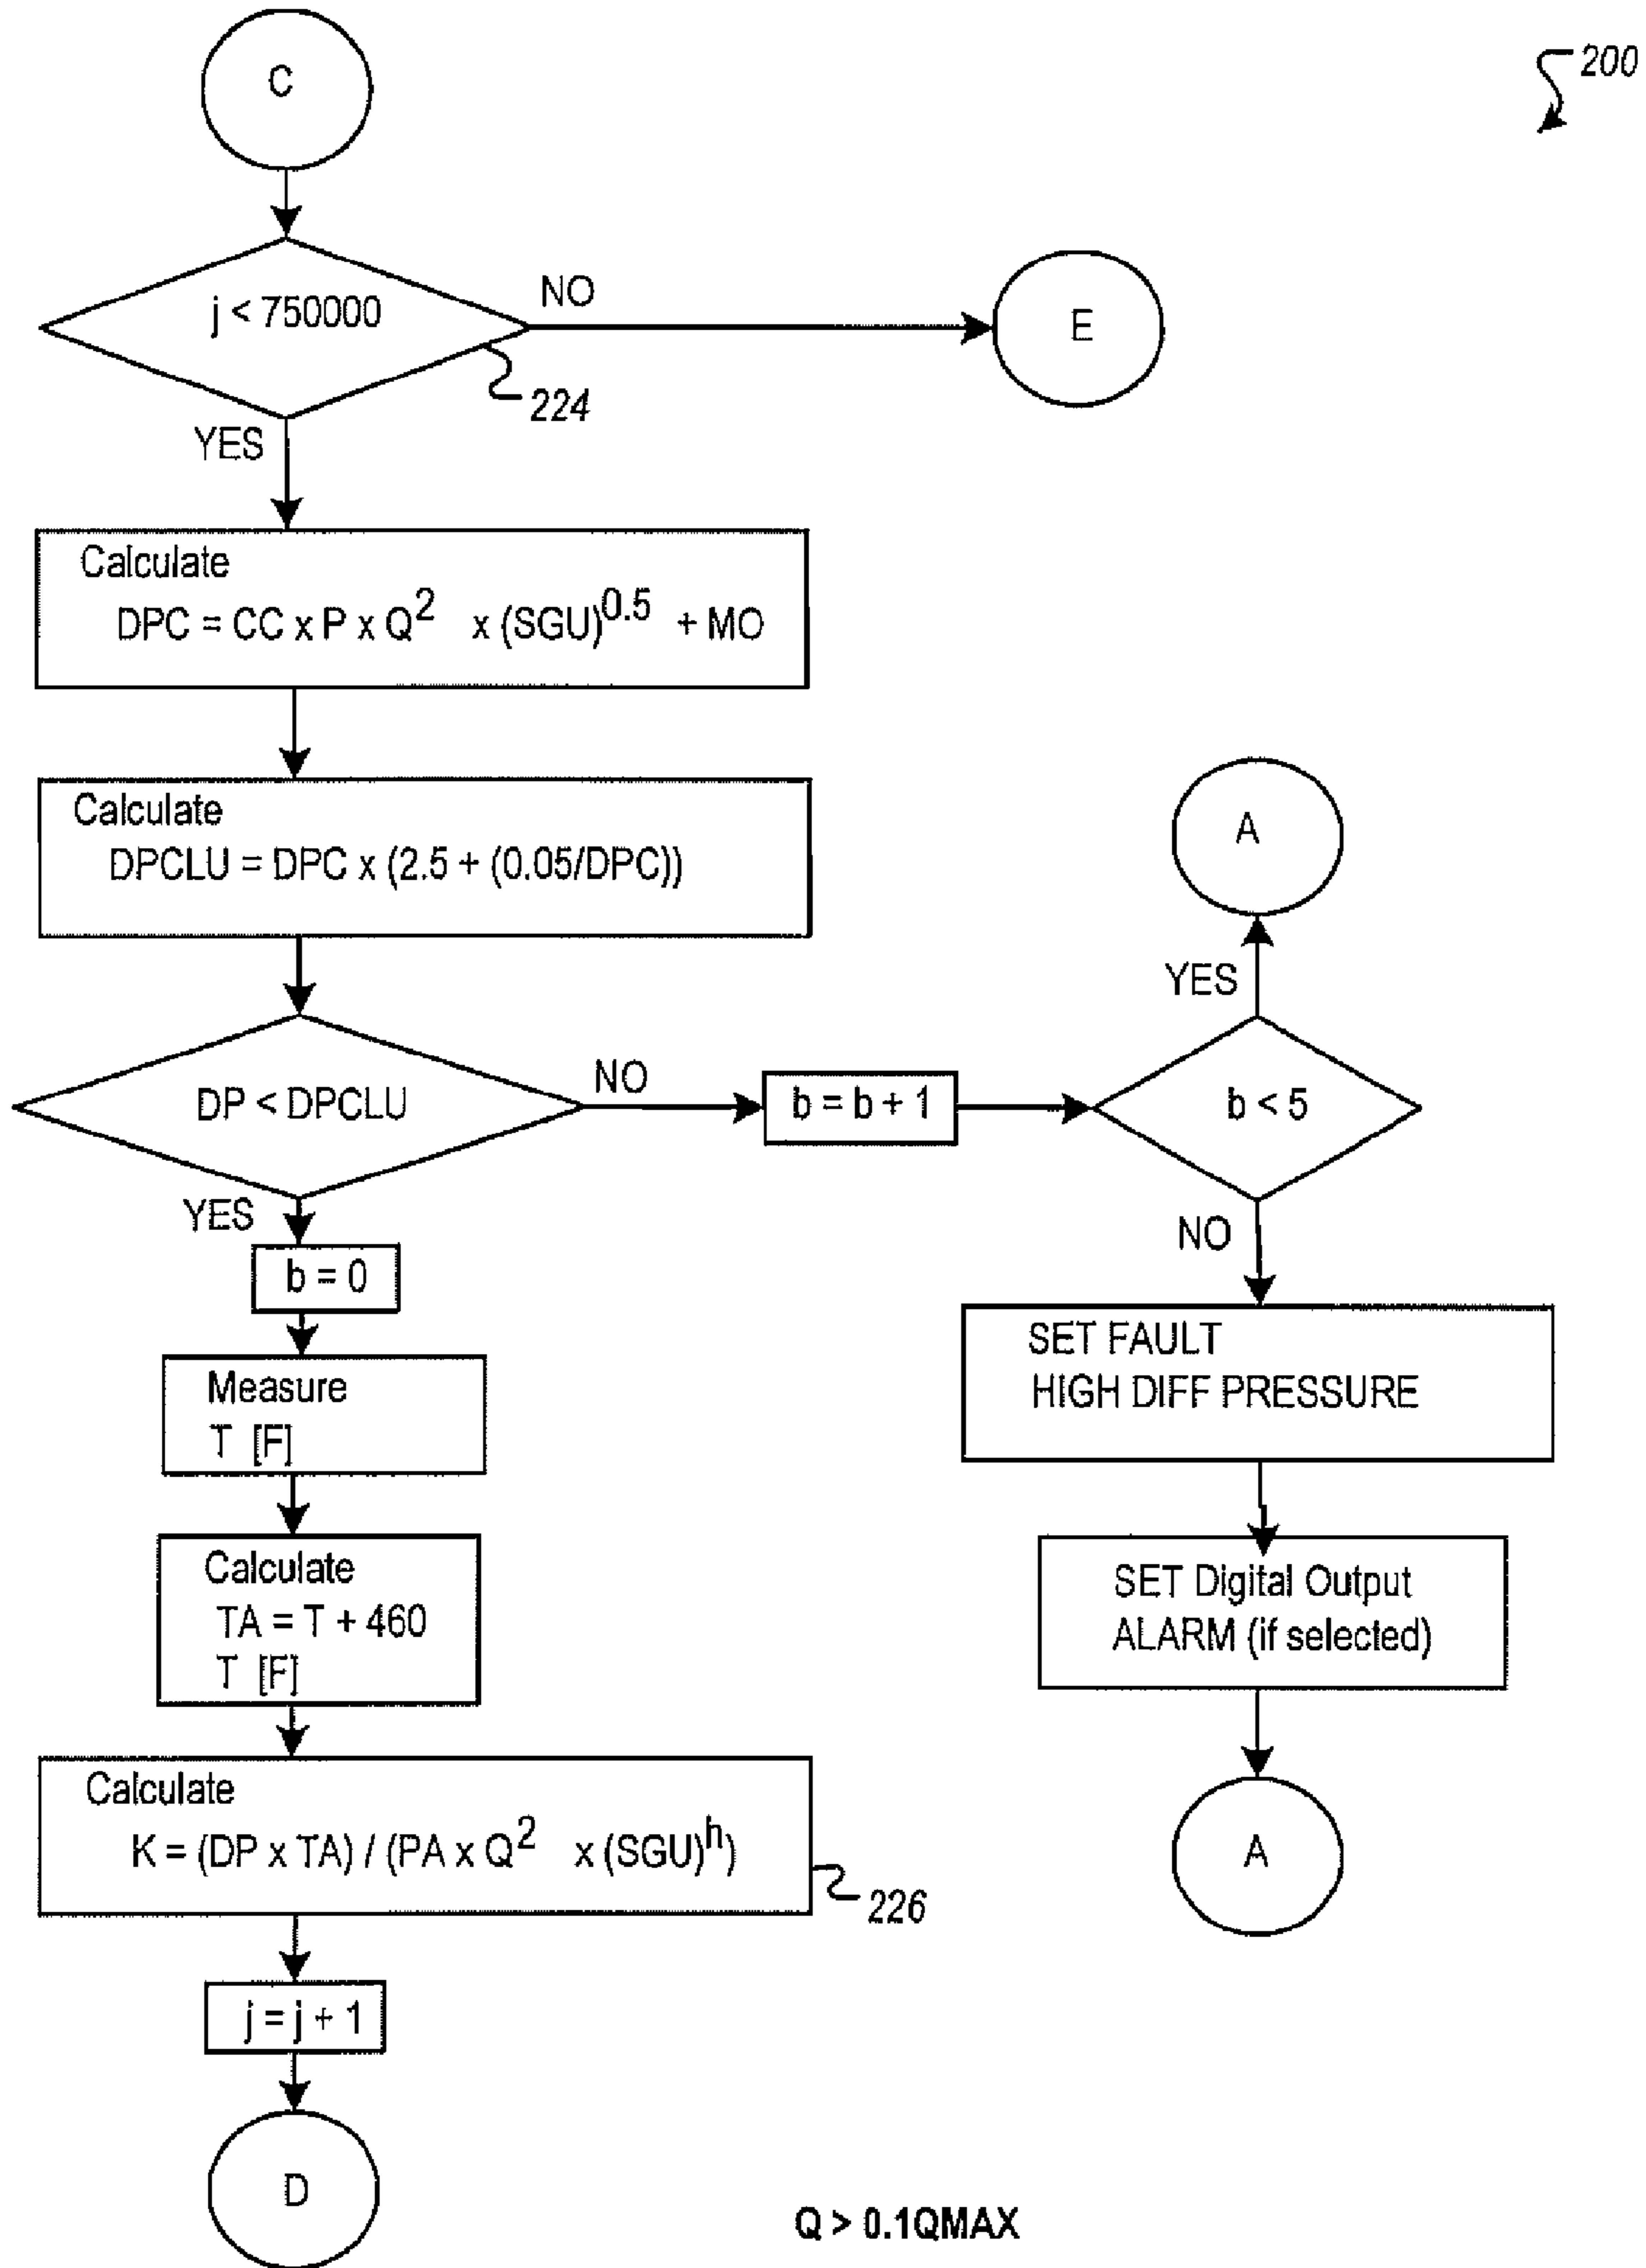 C
200
j < 750000
NO
E
224
YES
Calculate
DPC = CC x P x Q² x (SGU)^0.5 + MO
Calculate
DPCLU = DPC x (2.5 + (0.05/DPC))
A
YES
DP < DPCLU
NO
b = b + 1
b < 5
YES
NO
b = 0
SET FAULT
HIGH DIFF PRESSURE
Measure
T [F]
Calculate
TA = T + 460
T [F]
SET Digital Output
ALARM (if selected)
Calculate
K = (DP x TA) / (PA x Q² x (SGU)^h)
226
A
j = j + 1
D
Q > 0.1QMAX